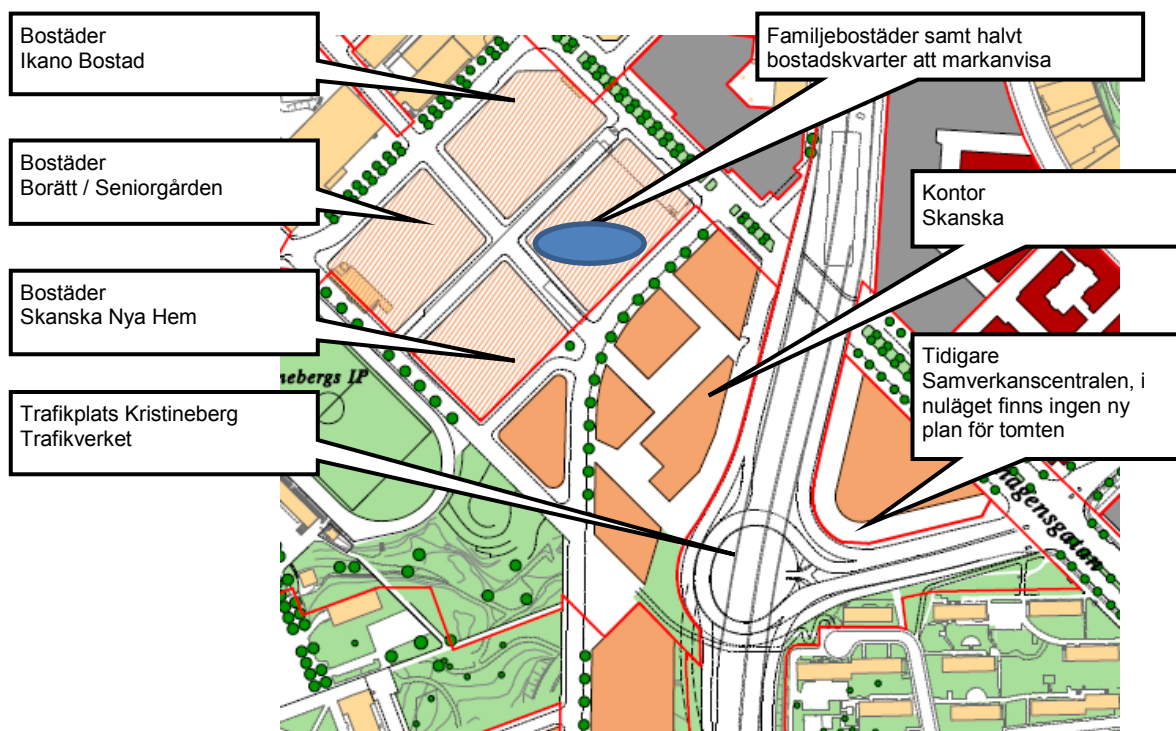 Bostäder
Ikano Bostad
Familjebostäder samt halvt
bostadskvarter att markanvisa
Bostäder
Borätt / Seniorgården
Kontor
Skanska
Bostäder
Skanska Nya Hem
nebergs IP
Tidigare
Samverkanscentralen, i
nuläget finns ingen ny
plan för tomten
Trafikplats Kristineberg
Trafikverket
hagensgatan